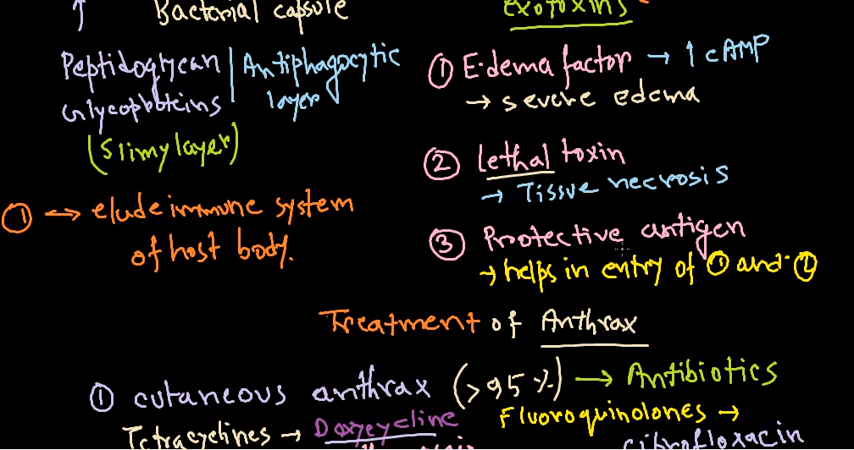 Bacterial capsule
Peptidoglycan | Antiphagocytic
Glycoproteins | layer
(Slimy layer)
① ↔ elude immune system
of host body.
exotoxins
① Edema factor → ↑ cAMP
→ severe edema
② lethal toxin
→ Tissue necrosis
③ Protective antigen
→ helps in entry of ① and ②
Treatment of Anthrax
① cutaneous anthrax (>95%) → Antibiotics
Tetracyclines → Doxycycline
Fluoroquinolones →
ciprofloxacin